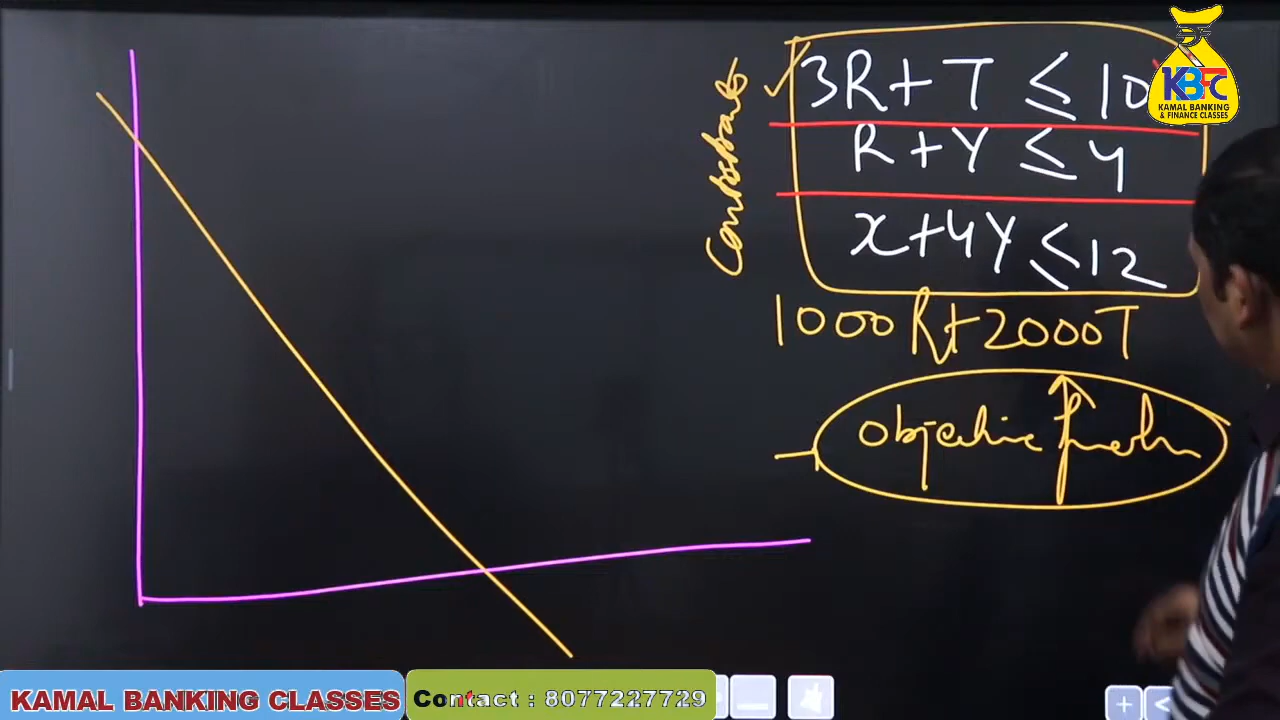 3R + T ≤ 10
R + Y ≤ 4
x + 4Y ≤ 12
Constraints
1000R + 2000T
objective function
KBFC
KAMAL BANKING
& FINANCE CLASSES
KAMAL BANKING CLASSES
Contact : 8077227729